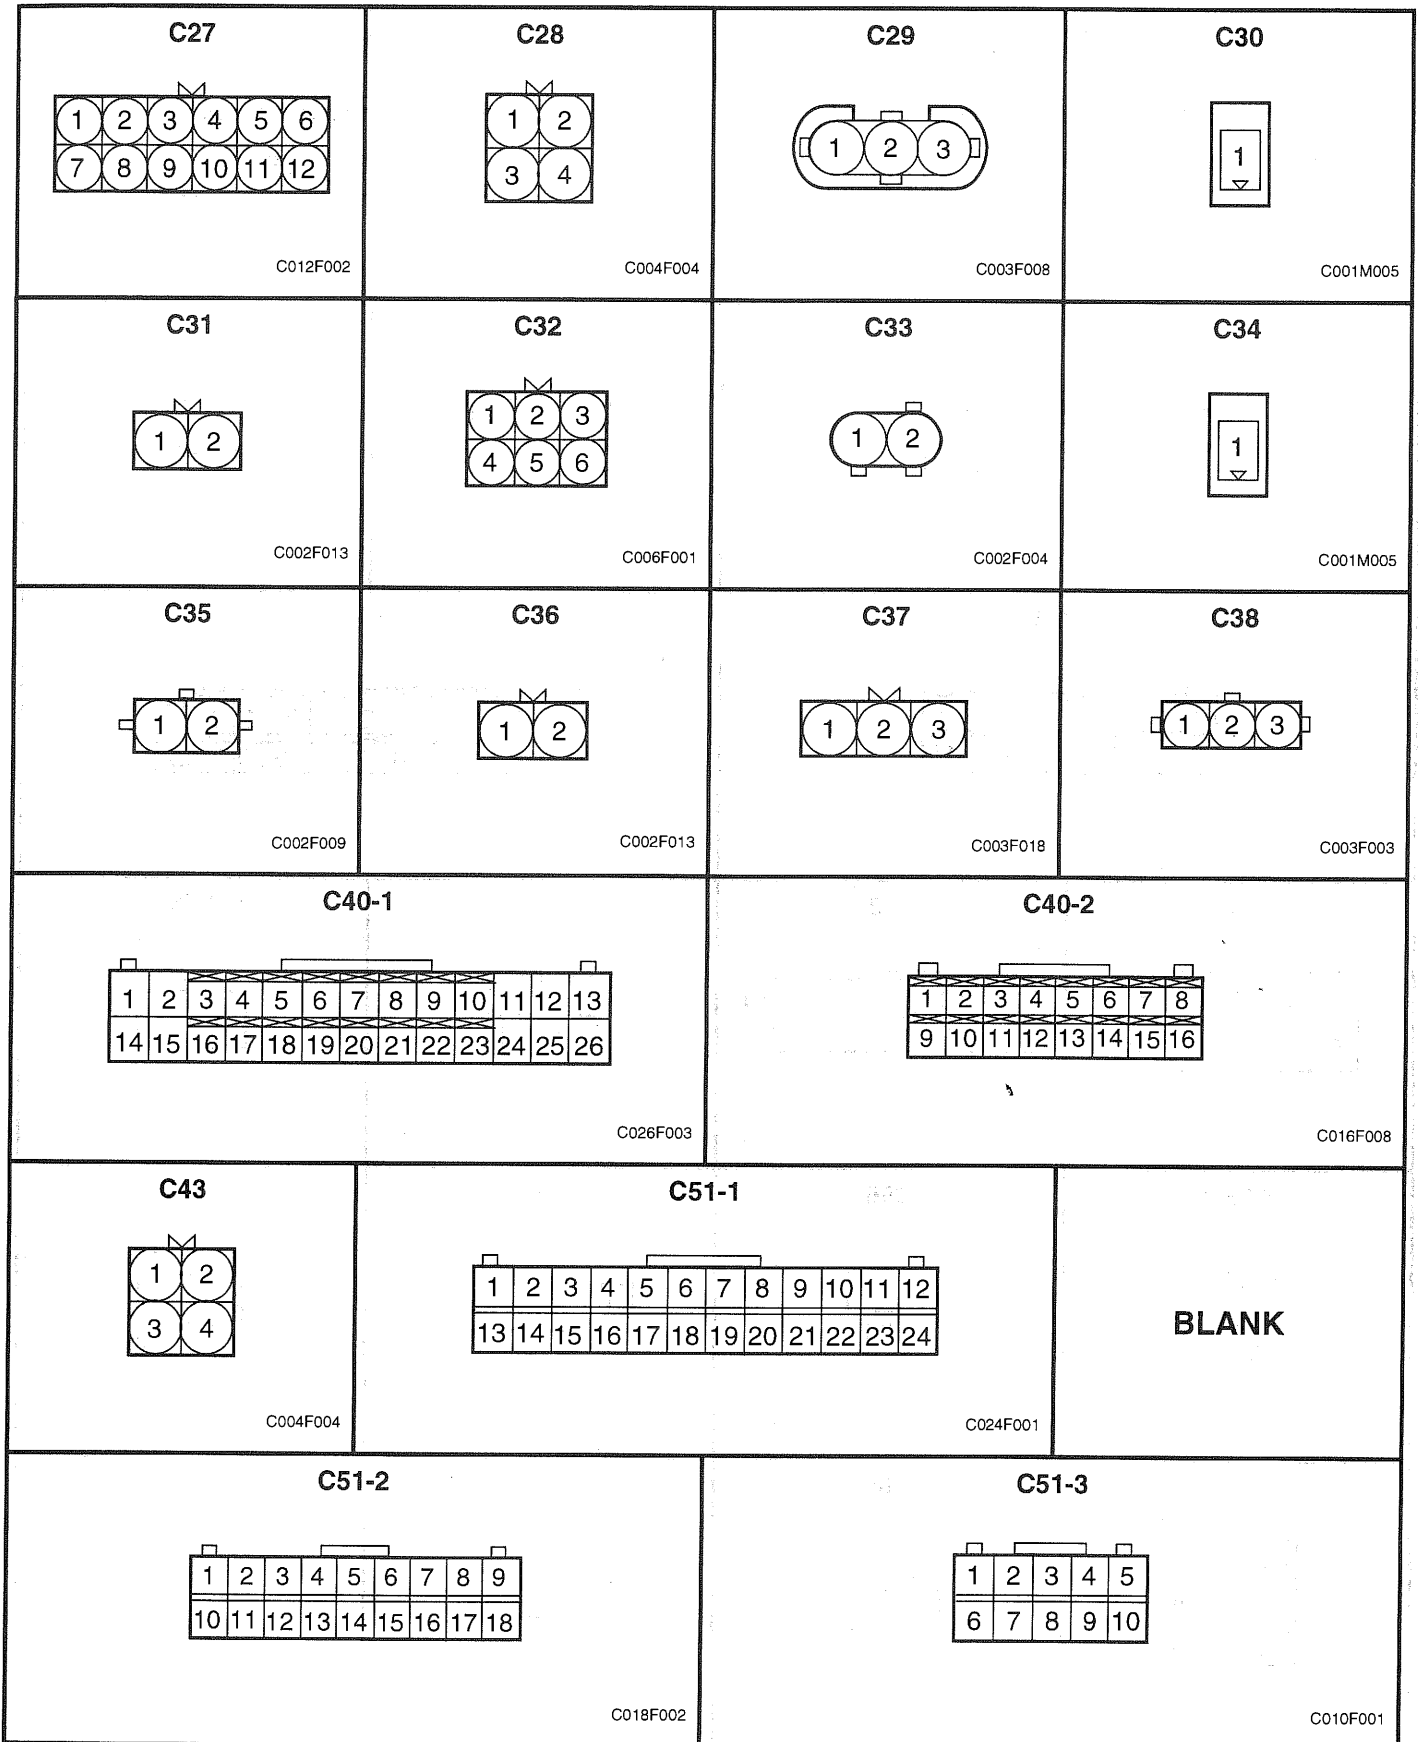 C27
1 2 3 4 5 6
7 8 9 10 11 12
C012F002
C28
1 2
3 4
C004F004
C29
1 2 3
C003F008
C30
1
C001M005
C31
1 2
C002F013
C32
1 2 3
4 5 6
C006F001
C33
1 2
C002F004
C34
1
C001M005
C35
1 2
C002F009
C36
1 2
C002F013
C37
1 2 3
C003F018
C38
1 2 3
C003F003
C40-1
1 2 3 4 5 6 7 8 9 10 11 12 13
14 15 16 17 18 19 20 21 22 23 24 25 26
C026F003
C40-2
1 2 3 4 5 6 7 8
9 10 11 12 13 14 15 16
C016F008
C43
1 2
3 4
C004F004
C51-1
1 2 3 4 5 6 7 8 9 10 11 12
13 14 15 16 17 18 19 20 21 22 23 24
C024F001
BLANK
C51-2
1 2 3 4 5 6 7 8 9
10 11 12 13 14 15 16 17 18
C018F002
C51-3
1 2 3 4 5
6 7 8 9 10
C010F001